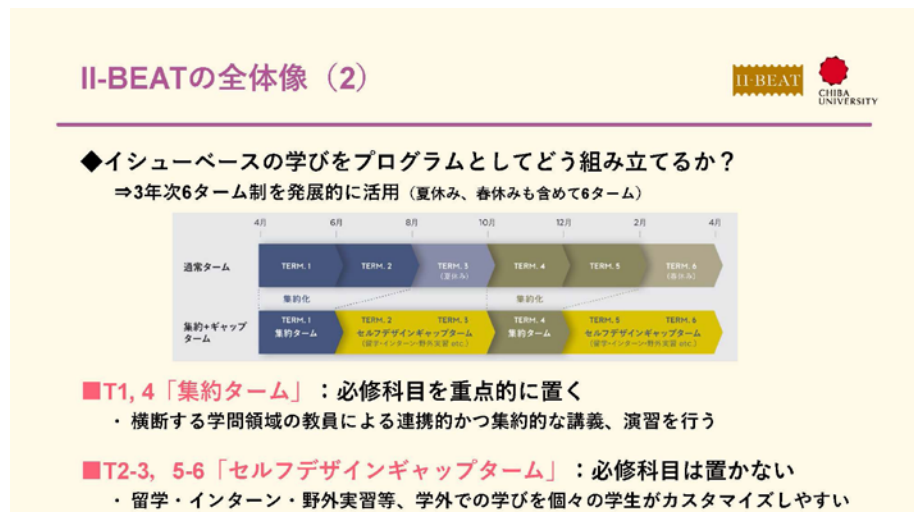 II-BEATの全体像（2）
II-BEAT
CHIBA
UNIVERSITY
◆イシューベースの学びをプログラムとしてどう組み立てるか？
⇒3年次6ターム制を発展的に活用（夏休み、春休みも含めて6ターム）
4月 6月 8月 10月 12月 2月 4月
通常ターム TERM. 1 TERM. 2 TERM. 3 TERM. 4 TERM. 5 TERM. 6
（夏休み） （春休み）
集約化 集約化
TERM. 1 TERM. 2 TERM. 3 TERM. 4 TERM. 5 TERM. 6
集約+ギャップ 集約ターム セルフデザインギャップターム 集約ターム セルフデザインギャップターム
ターム （留学・インターン・野外実習 etc.） （留学・インターン・野外実習 etc.）
■T1, 4「集約ターム」：必修科目を重点的に置く
・ 横断する学問領域の教員による連携的かつ集約的な講義、演習を行う
■T2-3, 5-6「セルフデザインギャップターム」：必修科目は置かない
・ 留学・インターン・野外実習等、学外での学びを個々の学生がカスタマイズしやすい